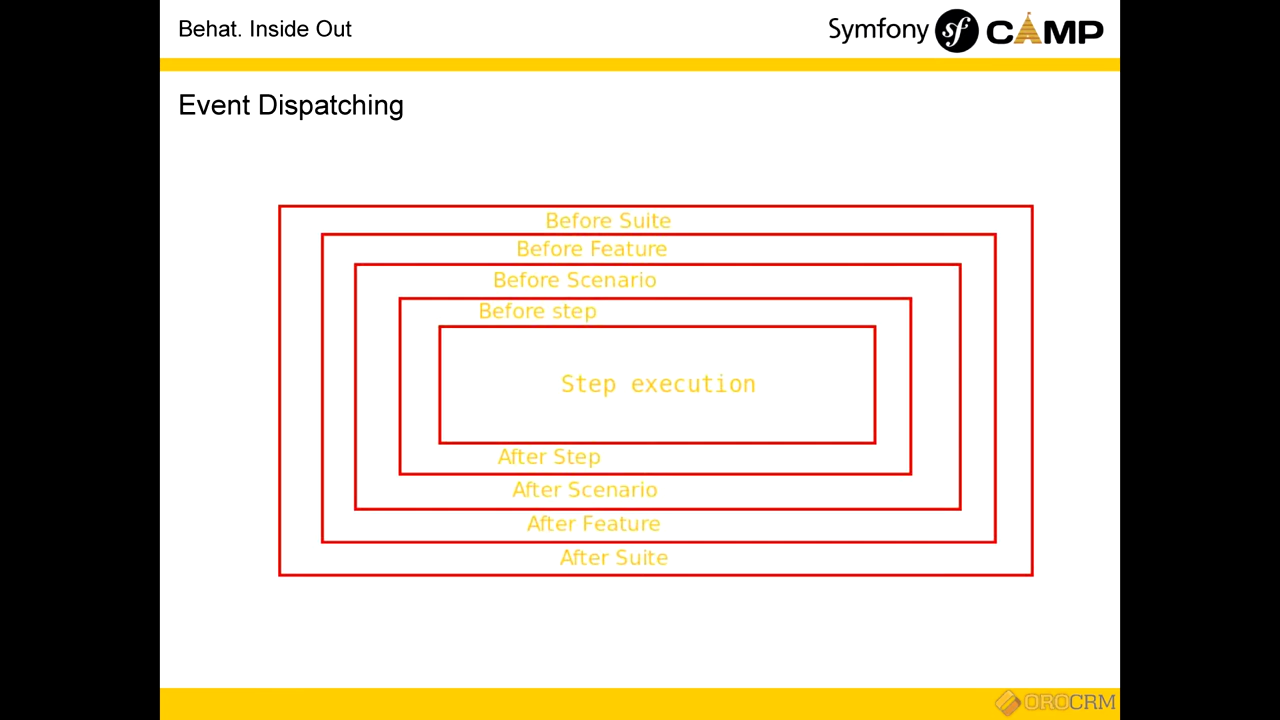 Behat. Inside Out
Symfony sf CAMP
Event Dispatching
Before Suite
Before Feature
Before Scenario
Before step
Step execution
After Step
After Scenario
After Feature
After Suite
OROCRM